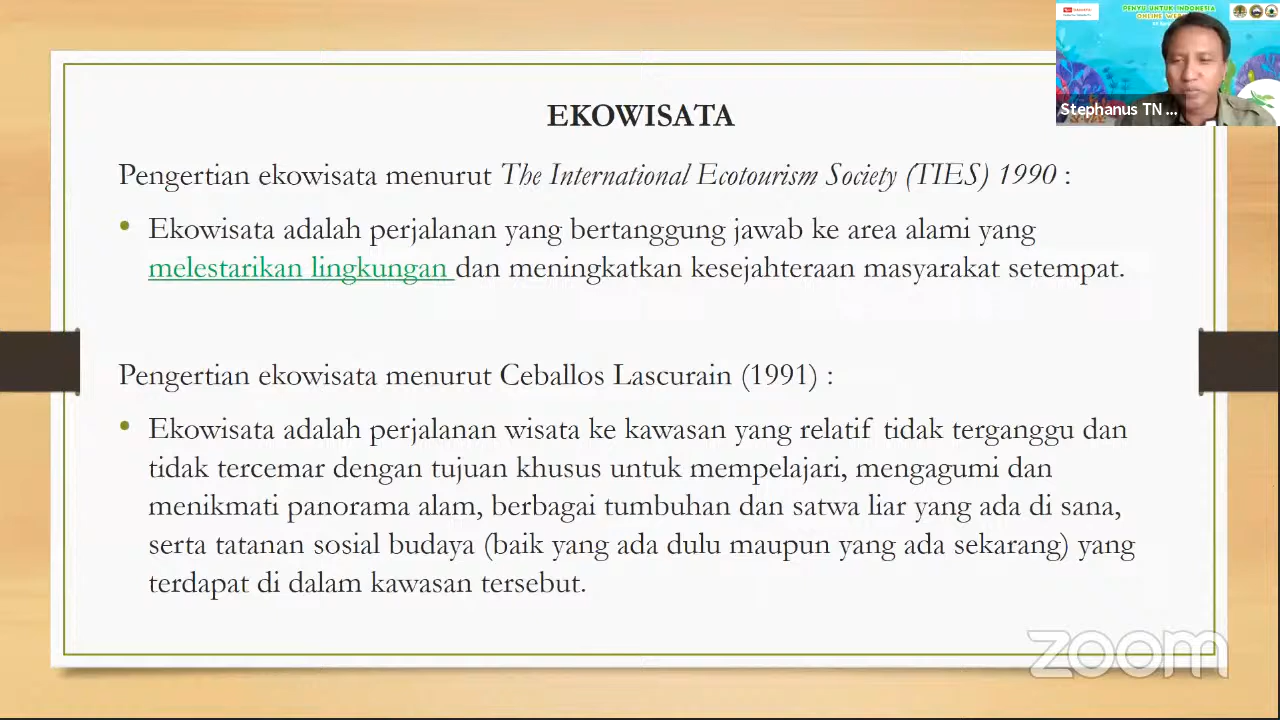 EKOWISATA
Pengertian ekowisata menurut The International Ecotourism Society (TIES) 1990 :
• Ekowisata adalah perjalanan yang bertanggung jawab ke area alami yang
melestarikan lingkungan dan meningkatkan kesejahteraan masyarakat setempat.
Pengertian ekowisata menurut Ceballos Lascurain (1991) :
• Ekowisata adalah perjalanan wisata ke kawasan yang relatif tidak terganggu dan
tidak tercemar dengan tujuan khusus untuk mempelajari, mengagumi dan
menikmati panorama alam, berbagai tumbuhan dan satwa liar yang ada di sana,
serta tatanan sosial budaya (baik yang ada dulu maupun yang ada sekarang) yang
terdapat di dalam kawasan tersebut.
PENYU UNTUK INDONESIA
ONLINE
Stephanus TN ...
zoom